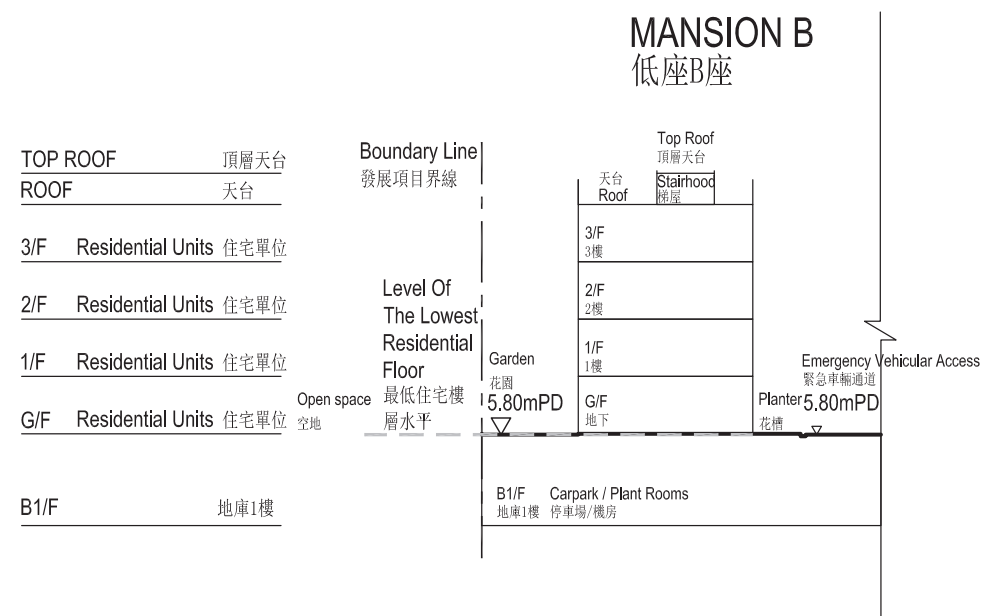 MANSION B
低座B座
TOP ROOF 頂層天台
ROOF 天台
3/F Residential Units 住宅單位
2/F Residential Units 住宅單位
1/F Residential Units 住宅單位
G/F Residential Units 住宅單位
B1/F 地庫1樓
Boundary Line
發展項目界線
Level Of
The Lowest
Residential
Floor
最低住宅樓
層水平
Open space
空地
Garden
花園
5.80mPD
Top Roof
頂層天台
天台
Roof
Stairhood
梯屋
3/F
3樓
2/F
2樓
1/F
1樓
G/F
地下
Emergency Vehicular Access
緊急車輛通道
Planter
花槽
5.80mPD
B1/F Carpark / Plant Rooms
地庫1樓 停車場/機房